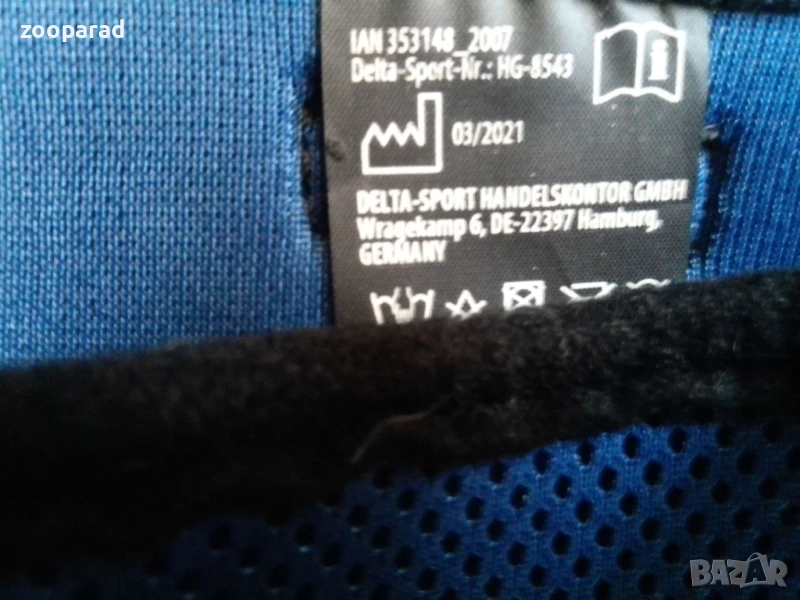 zooparad
IAN 353148_2007
Delta-Sport-Nr.: HG-8543
03/2021
DELTA-SPORT HANDELSKONTOR GMBH
Wragekamp 6, DE-22397 Hamburg,
GERMANY
BAZAR